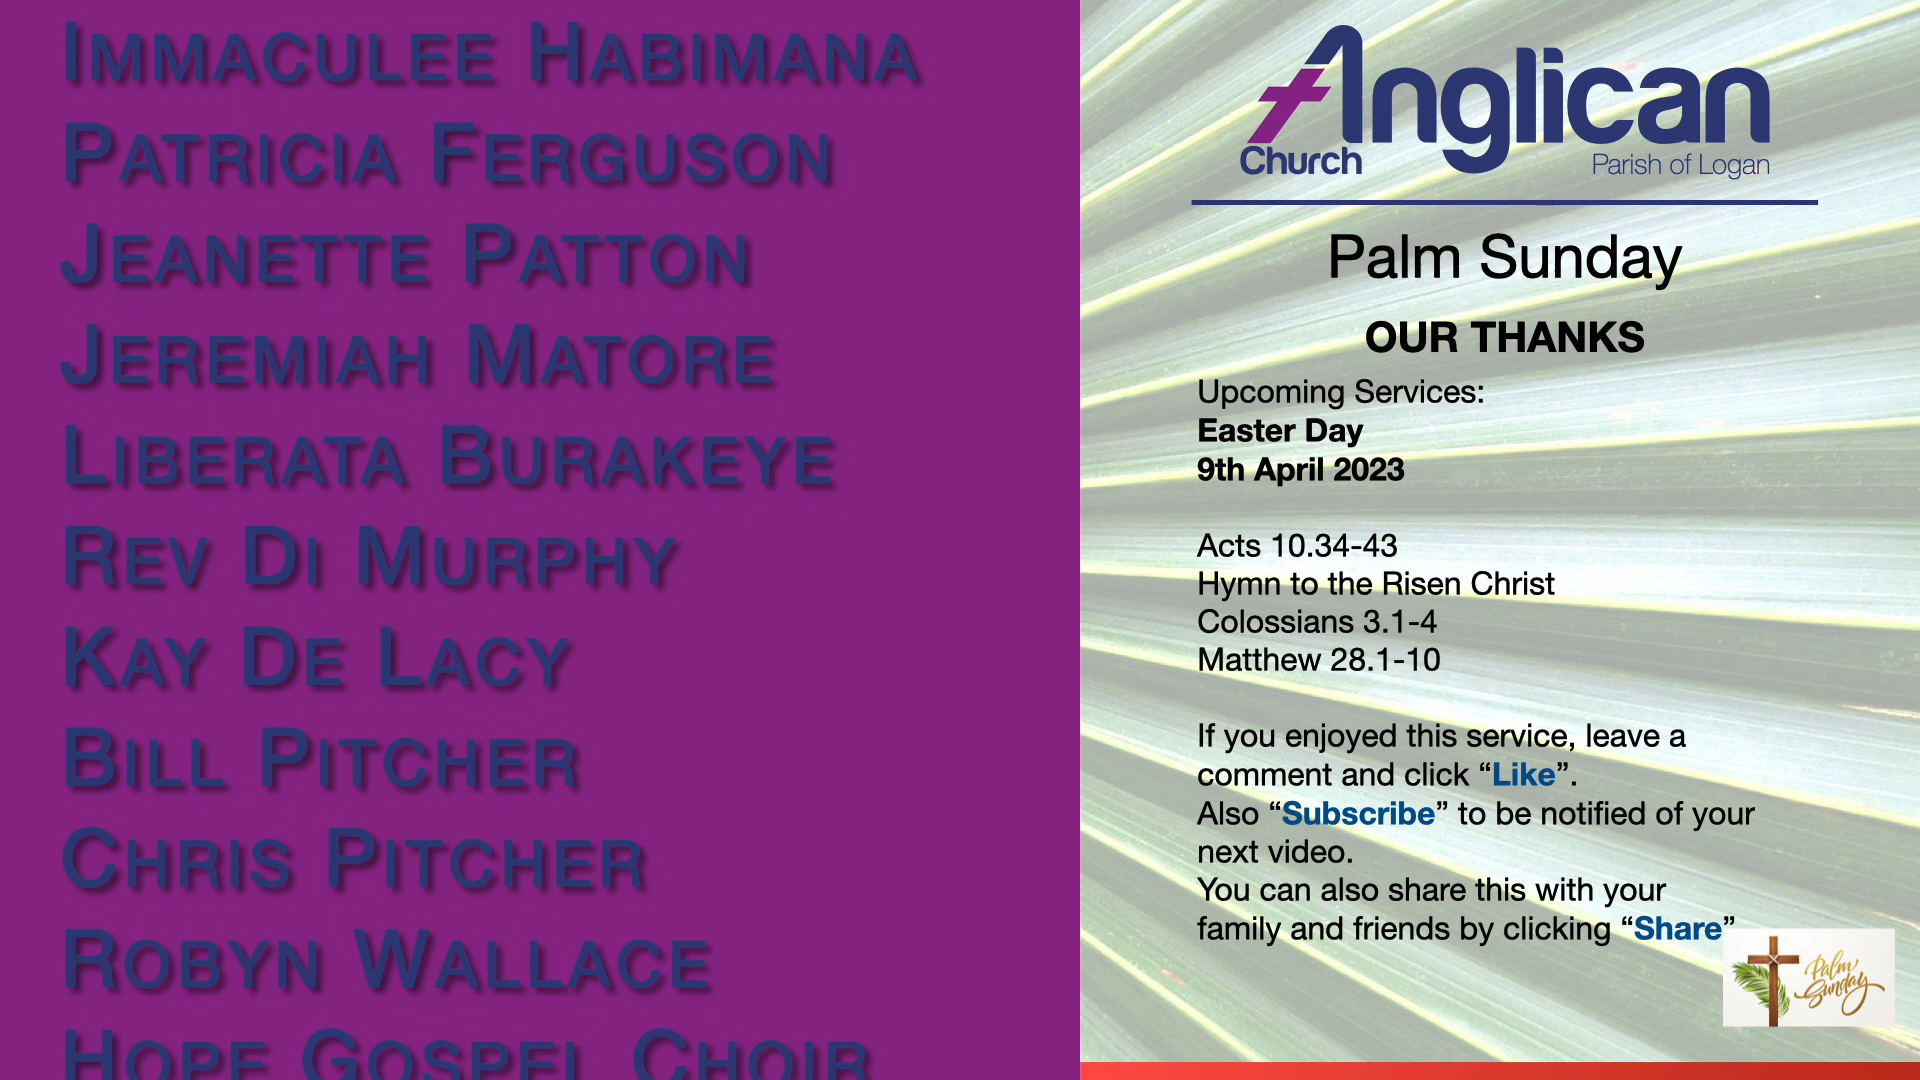 IMMACULEE HABIMANA
PATRICIA FERGUSON
JEANETTE PATTON
JEREMIAH MATORE
LIBERATA BURAKEYE
REV DI MURPHY
KAY DE LACY
BILL PITCHER
CHRIS PITCHER
ROBYN WALLACE
HOPE GOSPEL CHOIR
Anglican
Church
Parish of Logan
Palm Sunday
OUR THANKS
Upcoming Services:
Easter Day
9th April 2023
Acts 10.34-43
Hymn to the Risen Christ
Colossians 3.1-4
Matthew 28.1-10
If you enjoyed this service, leave a
comment and click “Like”.
Also “Subscribe” to be notified of your
next video.
You can also share this with your
family and friends by clicking “Share”
Palm
Sunday